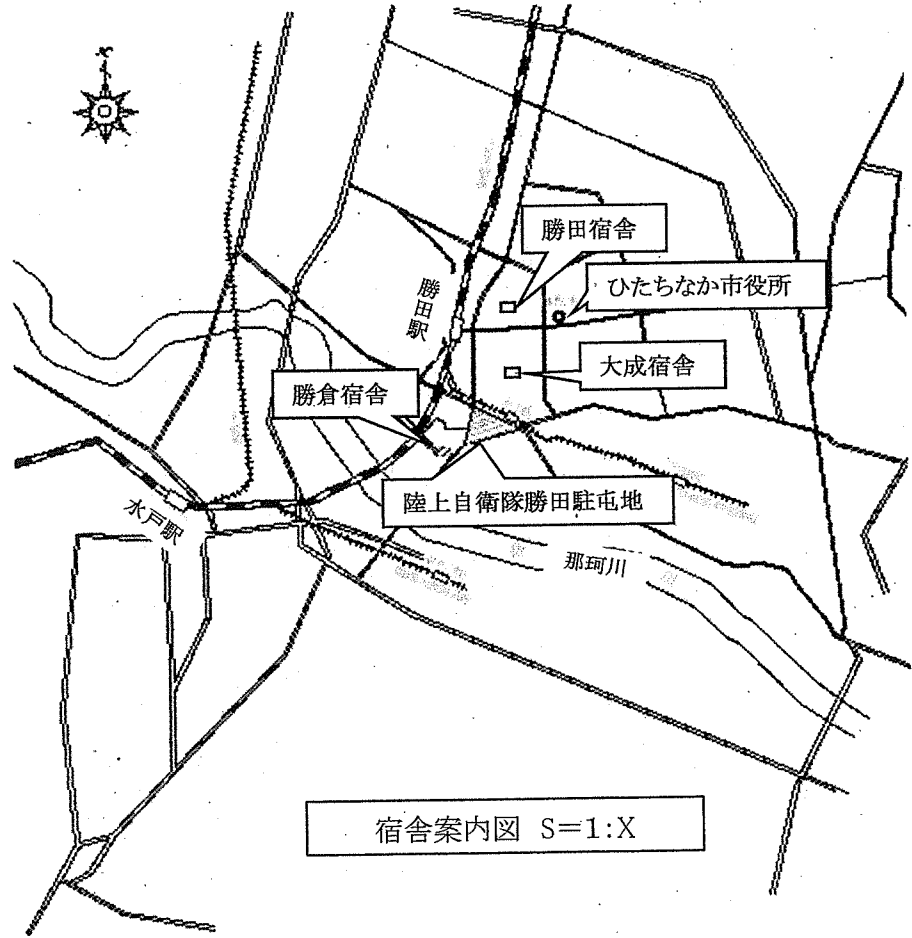 勝田宿舎
ひたちなか市役所
勝田駅
大成宿舎
勝倉宿舎
陸上自衛隊勝田駐屯地
水戸駅
那珂川
宿舎案内図 S=1:X